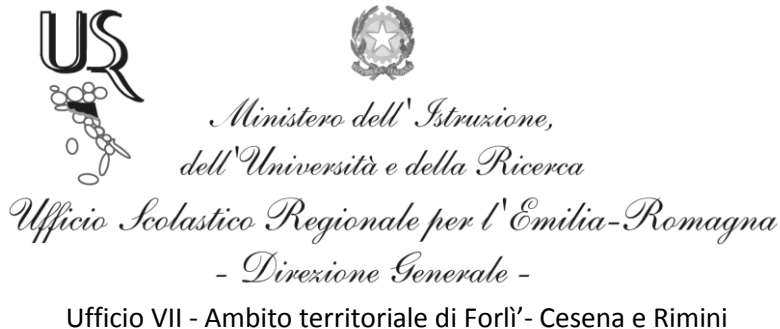 USR
Ministero dell'Istruzione,
dell'Università e della Ricerca
Ufficio Scolastico Regionale per l'Emilia-Romagna
- Direzione Generale -
Ufficio VII - Ambito territoriale di Forlì'- Cesena e Rimini